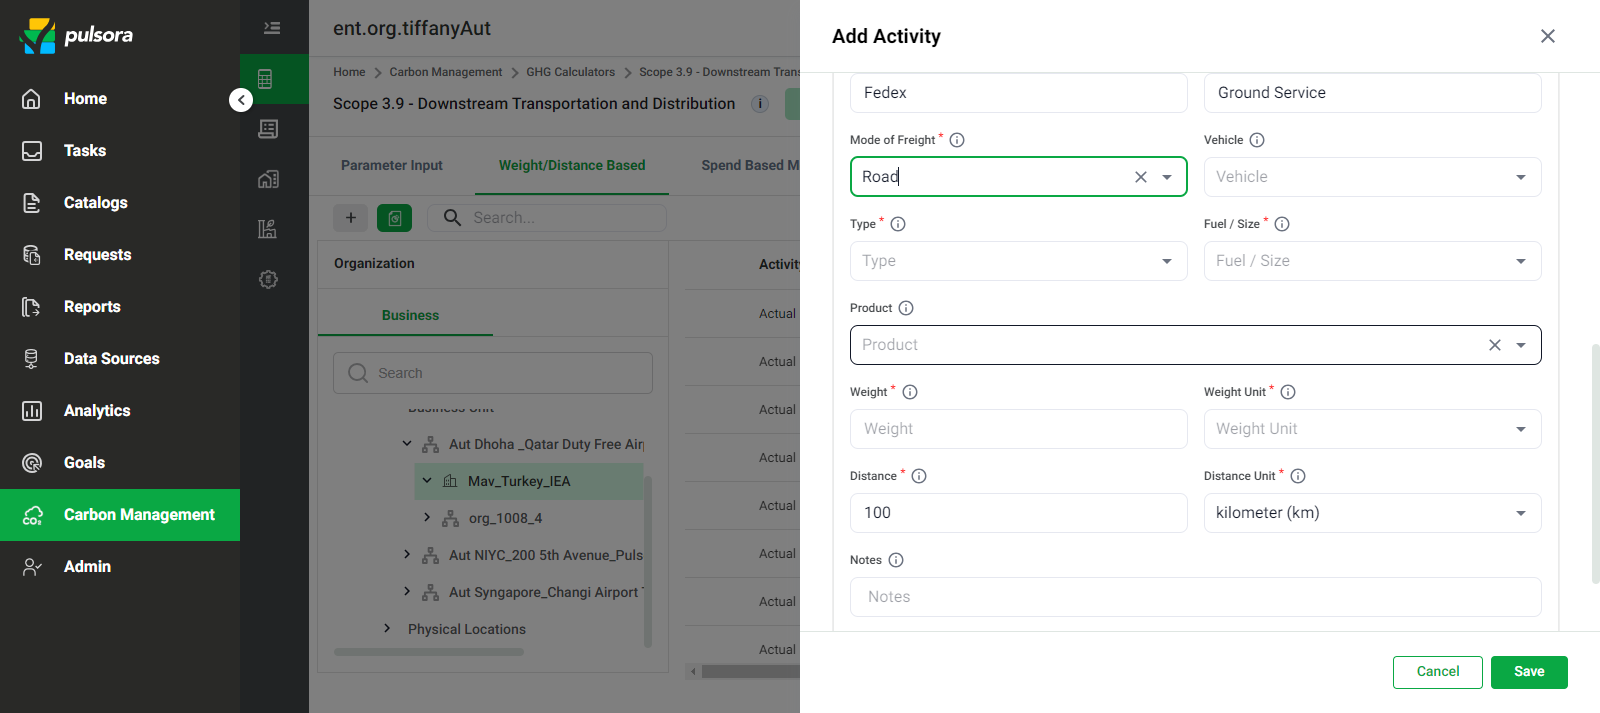 pulsora
Home
Tasks
Catalogs
Requests
Reports
Data Sources
Analytics
Goals
Carbon Management
Admin
ent.org.tiffanyAut
Home > Carbon Management > GHG Calculators > Scope 3.9 - Downstream Trans
Scope 3.9 - Downstream Transportation and Distribution
Parameter Input
Weight/Distance Based
Spend Based M
Search...
Organization
Business
Search
Business Unit
Aut Dhoha _Qatar Duty Free Air
Mav_Turkey_IEA
org_1008_4
Aut NIYC_200 5th Avenue_Puls
Aut Syngapore_Changi Airport T
Physical Locations
Activity
Actual
Actual
Actual
Actual
Actual
Actual
Actual
Actual
Add Activity
Fedex
Ground Service
Mode of Freight *
Vehicle
Road
Vehicle
Type *
Fuel / Size *
Type
Fuel / Size
Product
Product
Weight *
Weight Unit *
Weight
Weight Unit
Distance *
Distance Unit *
100
kilometer (km)
Notes
Notes
Cancel
Save